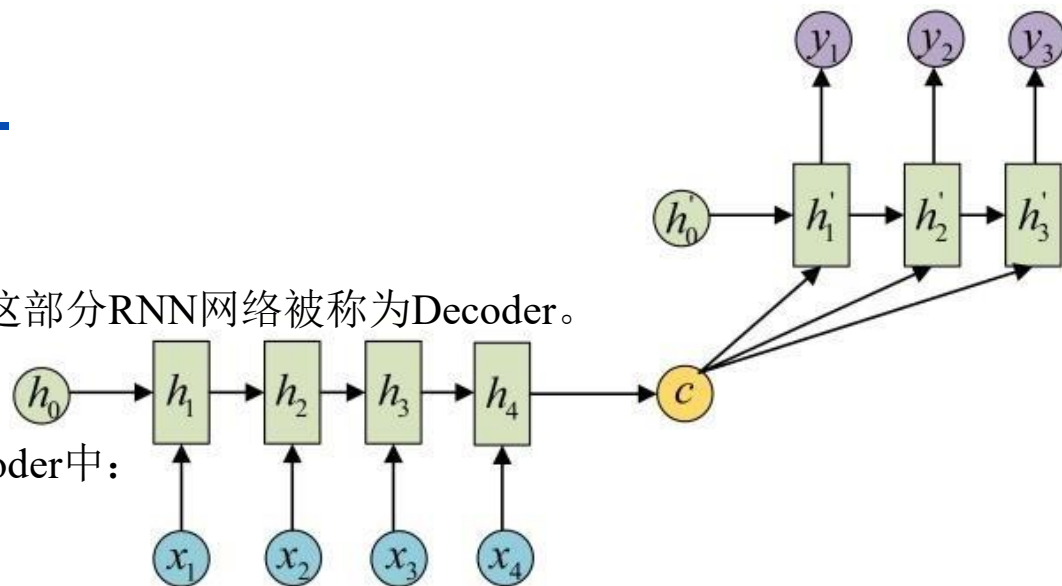 y₁ y₂ y₃
h'₀ h'₁ h'₂ h'₃
这部分RNN网络被称为Decoder。
h₀ h₁ h₂ h₃ h₄ c
oder中：
x₁ x₂ x₃ x₄